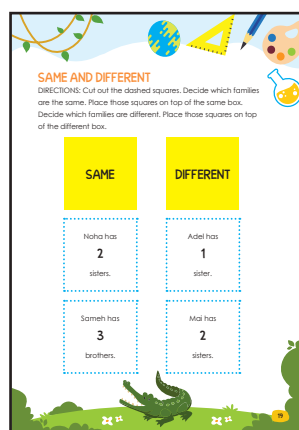 SAME AND DIFFERENT
DIRECTIONS: Cut out the dashed squares. Decide which families
are the same. Place those squares on top of the same box.
Decide which families are different. Place those squares on top
of the different box.
SAME
DIFFERENT
Noha has
2
sisters.
Adel has
1
sister.
Sameh has
3
brothers.
Mai has
2
sisters.
19